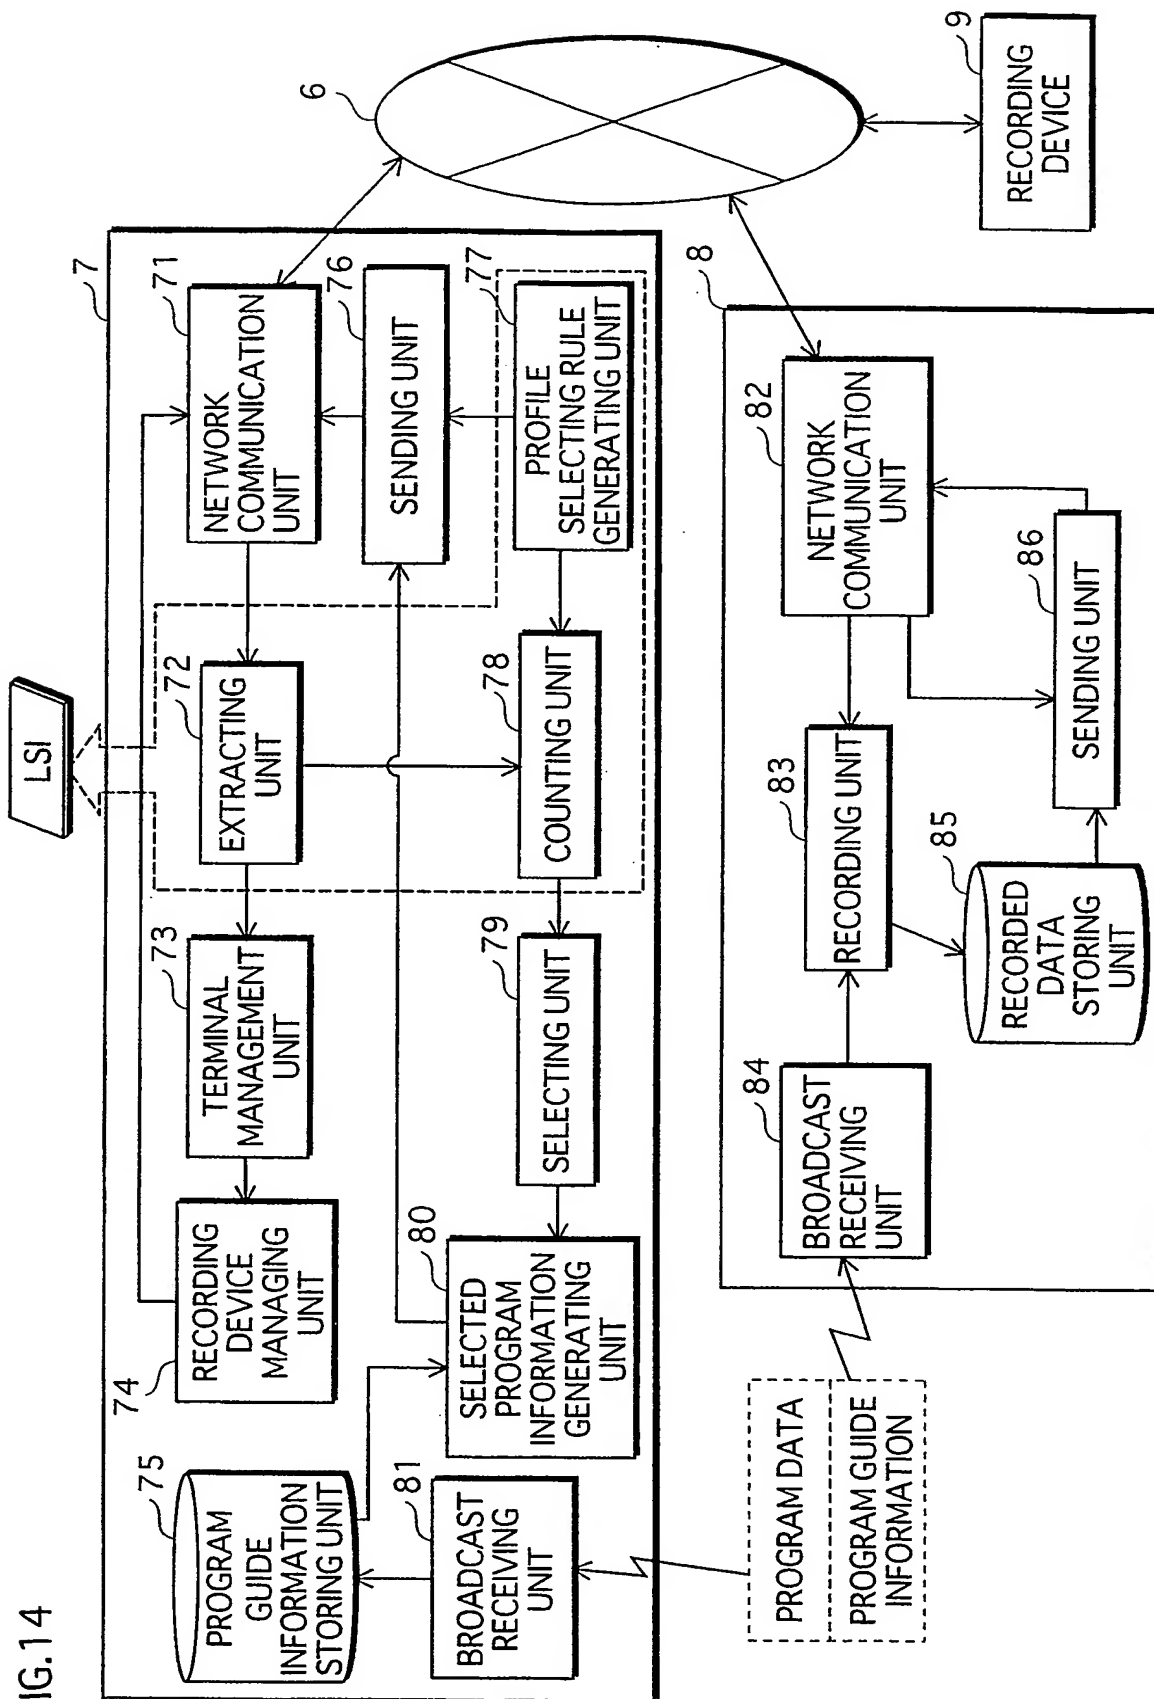 IG.14
LSI
7
NETWORK
COMMUNICATION
UNIT
71
EXTRACTING
UNIT
72
TERMINAL
MANAGEMENT
UNIT
73
RECORDING
DEVICE
MANAGING
UNIT
74
PROGRAM
GUIDE
INFORMATION
STORING UNIT
75
SENDING UNIT
76
PROFILE
SELECTING RULE
GENERATING UNIT
77
COUNTING UNIT
78
SELECTING UNIT
79
SELECTED
PROGRAM
INFORMATION
GENERATING
UNIT
80
BROADCAST
RECEIVING
UNIT
81
6
RECORDING
DEVICE
9
8
NETWORK
COMMUNICATION
UNIT
82
RECORDING UNIT
83
BROADCAST
RECEIVING
UNIT
84
RECORDED
DATA
STORING
UNIT
85
SENDING UNIT
86
PROGRAM DATA
PROGRAM GUIDE
INFORMATION